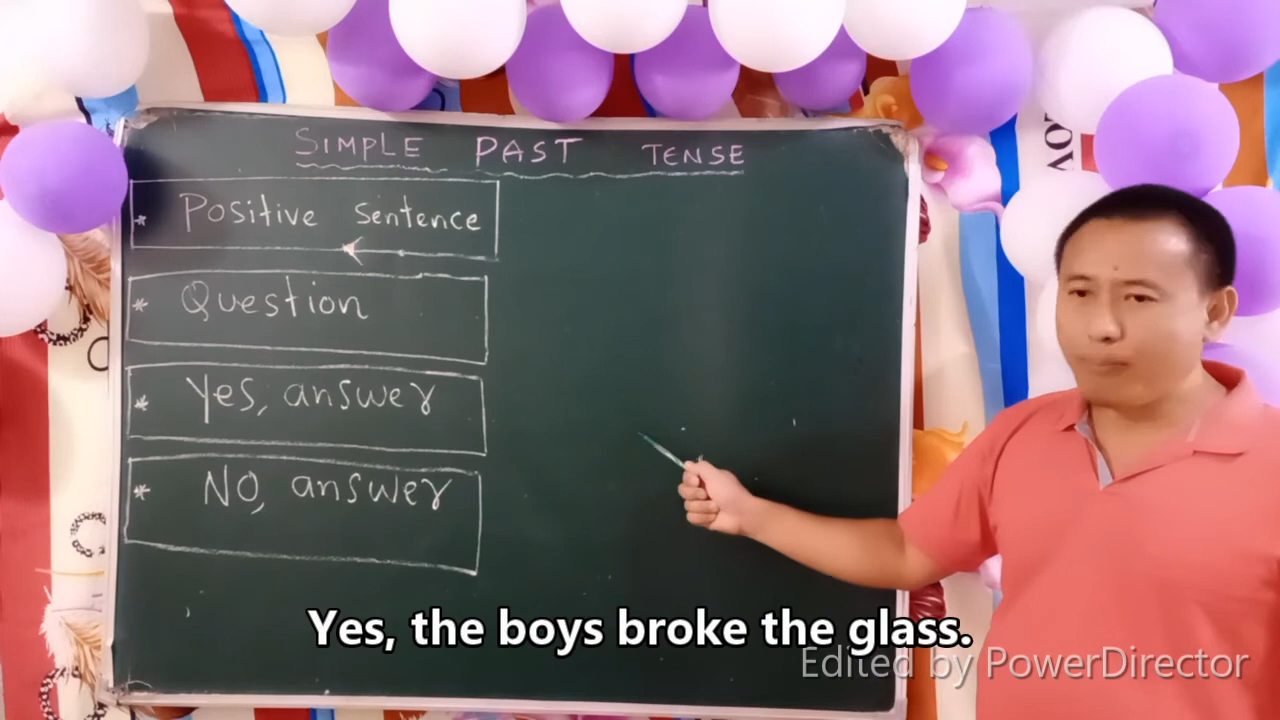 SIMPLE PAST TENSE
* Positive Sentence
* Question
* Yes, answer
* NO, answer
Yes, the boys broke the glass.
Edited by PowerDirector